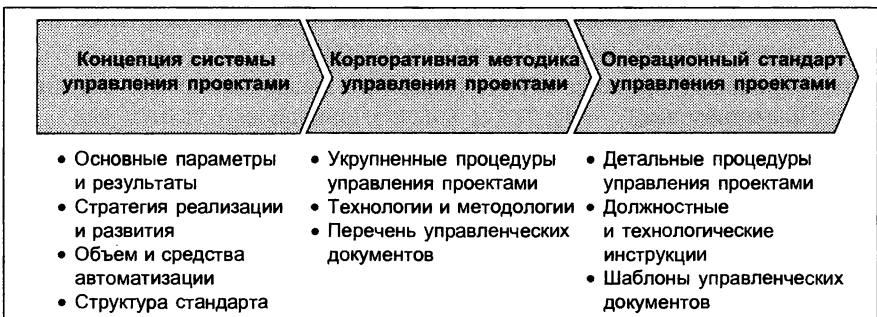 Концепция системы
управления проектами
Корпоративная методика
управления проектами
Операционный стандарт
управления проектами
• Основные параметры
и результаты
• Стратегия реализации
и развития
• Объем и средства
автоматизации
• Структура стандарта
• Укрупненные процедуры
управления проектами
• Технологии и методологии
• Перечень управленческих
документов
• Детальные процедуры
управления проектами
• Должностные
и технологические
инструкции
• Шаблоны управленческих
документов